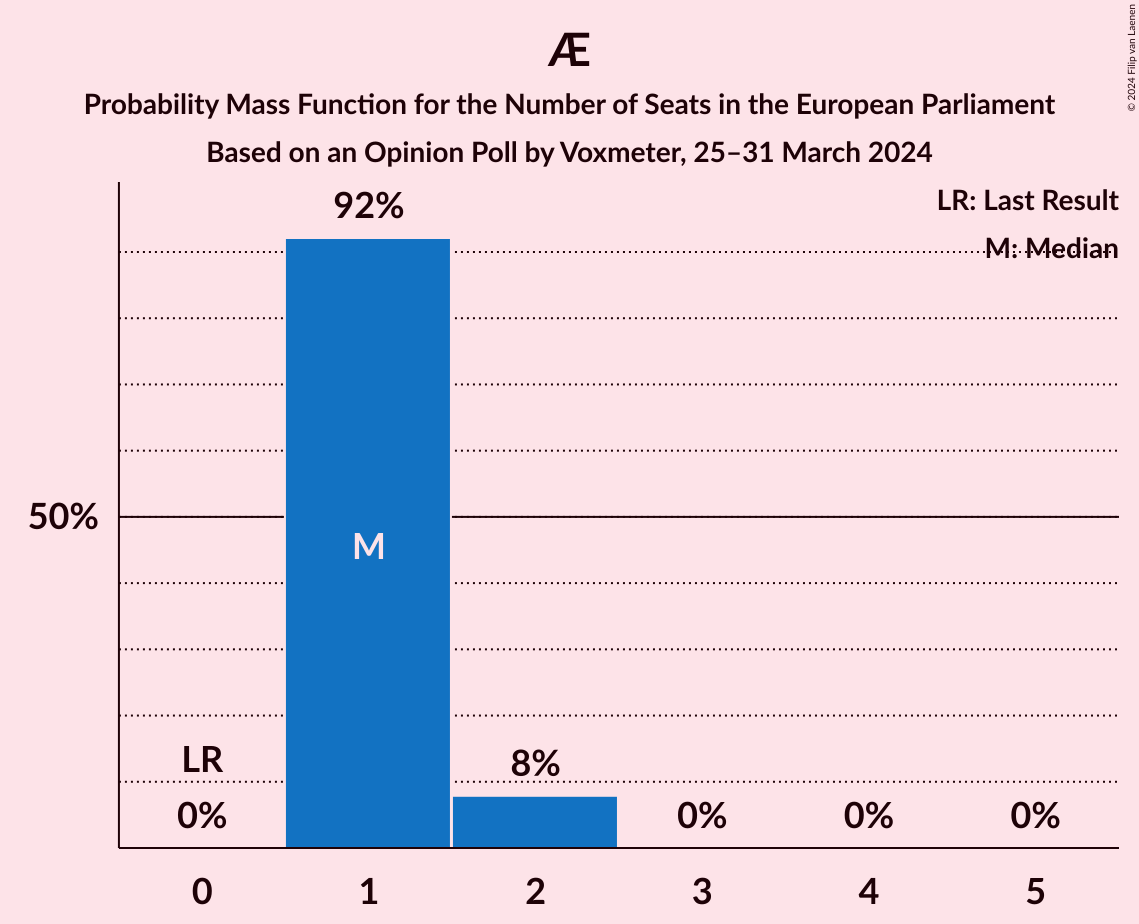 Æ
Probability Mass Function for the Number of Seats in the European Parliament
Based on an Opinion Poll by Voxmeter, 25–31 March 2024
© 2024 Filip van Laenen
LR: Last Result
M: Median
92%
50%
M
LR
8%
0%
0%
0%
0%
0 1 2 3 4 5